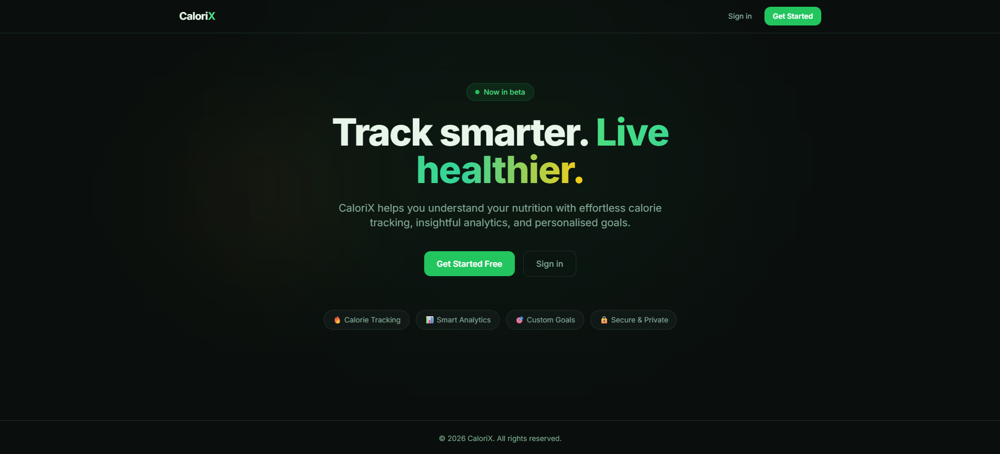 CaloriX
Sign in
Get Started
Now in beta
Track smarter. Live
healthier.
CaloriX helps you understand your nutrition with effortless calorie
tracking, insightful analytics, and personalised goals.
Get Started Free
Sign in
🔥 Calorie Tracking
📊 Smart Analytics
🎯 Custom Goals
🔒 Secure & Private
© 2026 CaloriX. All rights reserved.